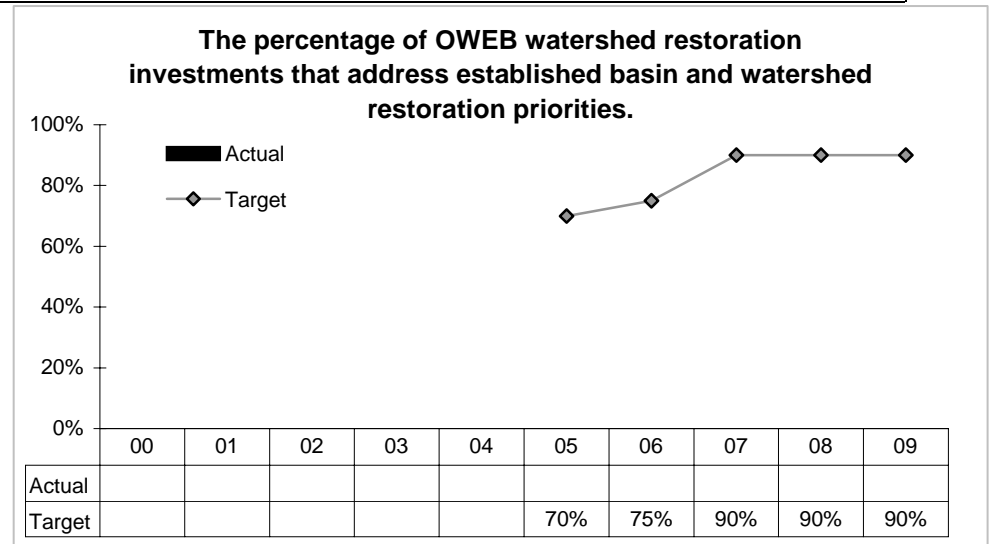 The percentage of OWEB watershed restoration
investments that address established basin and watershed
restoration priorities.
100%
80%
60%
40%
20%
0%
Actual
Target
00 01 02 03 04 05 06 07 08 09
Actual
Target 70% 75% 90% 90% 90%